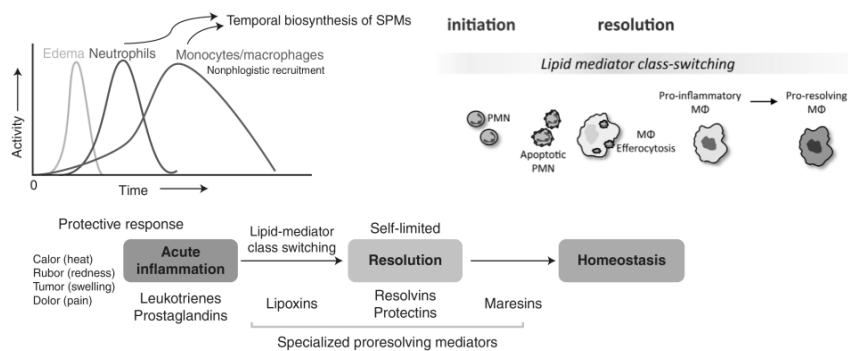 Temporal biosynthesis of SPMs
Edema Neutrophils Monocytes/macrophages
Nonphlogistic recruitment
Activity
0
Time
initiation resolution
Lipid mediator class-switching
PMN
Apoptotic
PMN
MΦ
Efferocytosis
Pro-inflammatory
MΦ
Pro-resolving
MΦ
Protective response
Calor (heat)
Rubor (redness)
Tumor (swelling)
Dolor (pain)
Acute
inflammation
Leukotrienes
Prostaglandins
Lipid-mediator
class switching
Lipoxins
Self-limited
Resolution
Resolvins
Protectins
Maresins
Homeostasis
Specialized proresolving mediators